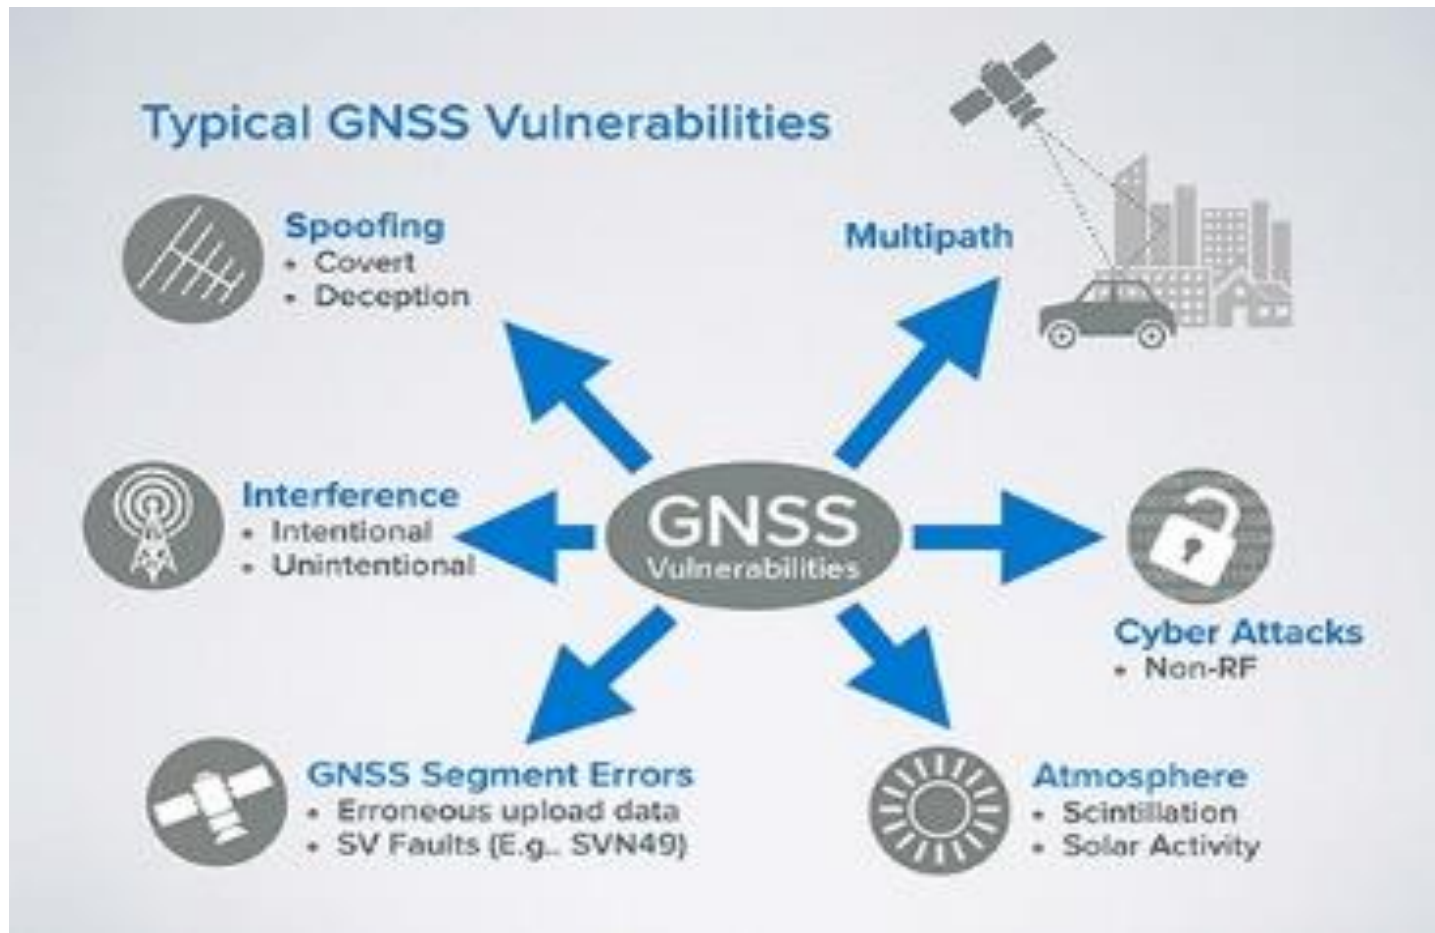 Typical GNSS Vulnerabilities
Spoofing
• Covert
• Deception
Multipath
Interference
• Intentional
• Unintentional
GNSS
Vulnerabilities
Cyber Attacks
• Non-RF
GNSS Segment Errors
• Erroneous upload data
• SV Faults (E.g.. SVN49)
Atmosphere
• Scintillation
• Solar Activity